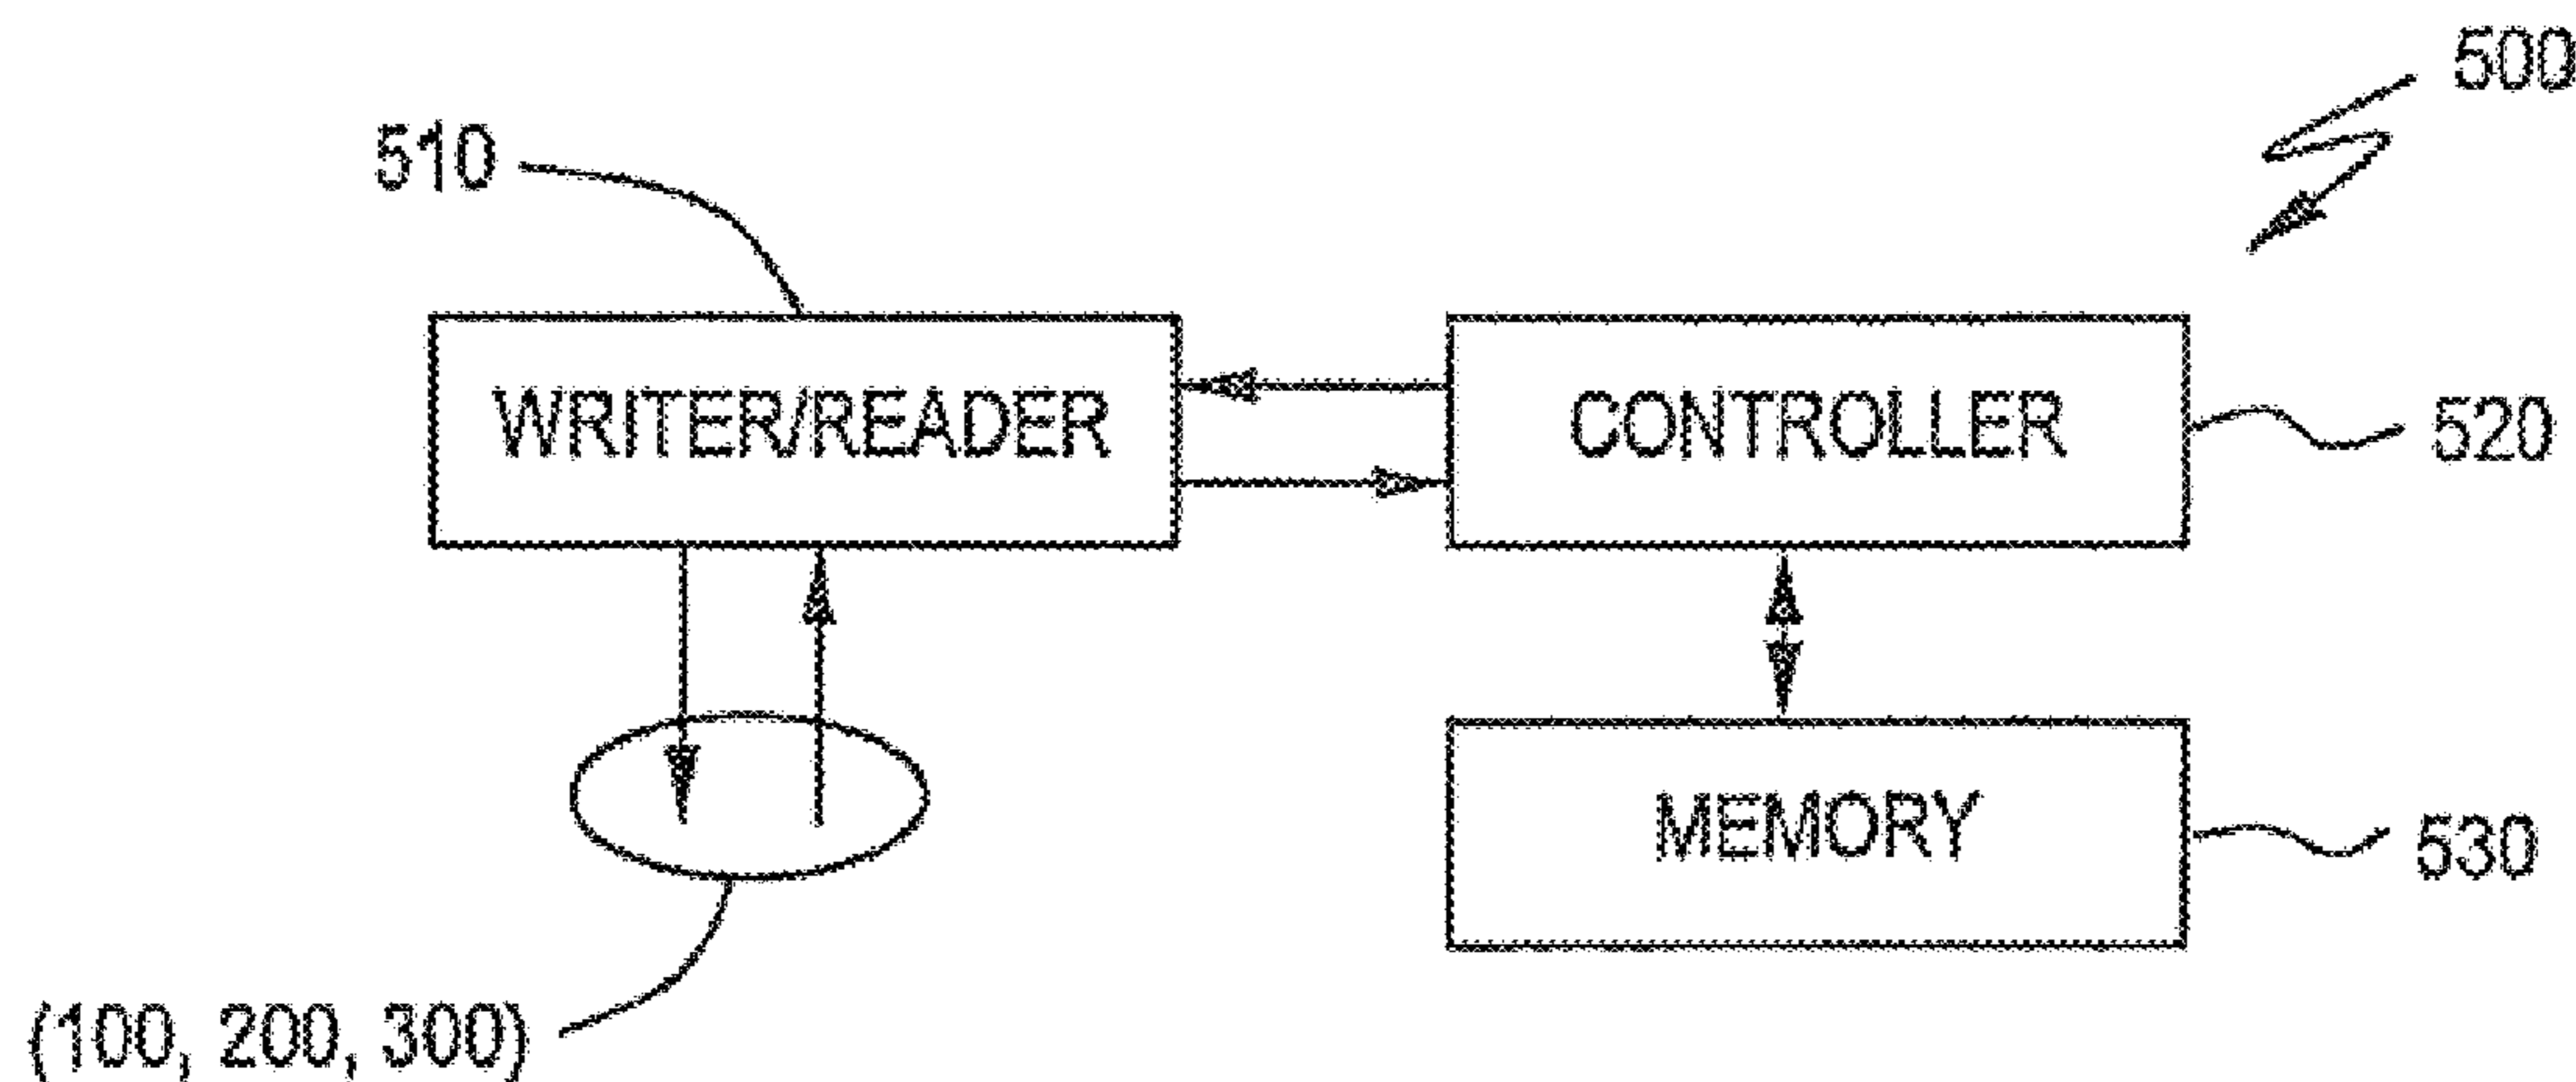 500
510
WRITER/READER
CONTROLLER
520
MEMORY
530
(100, 200, 300)